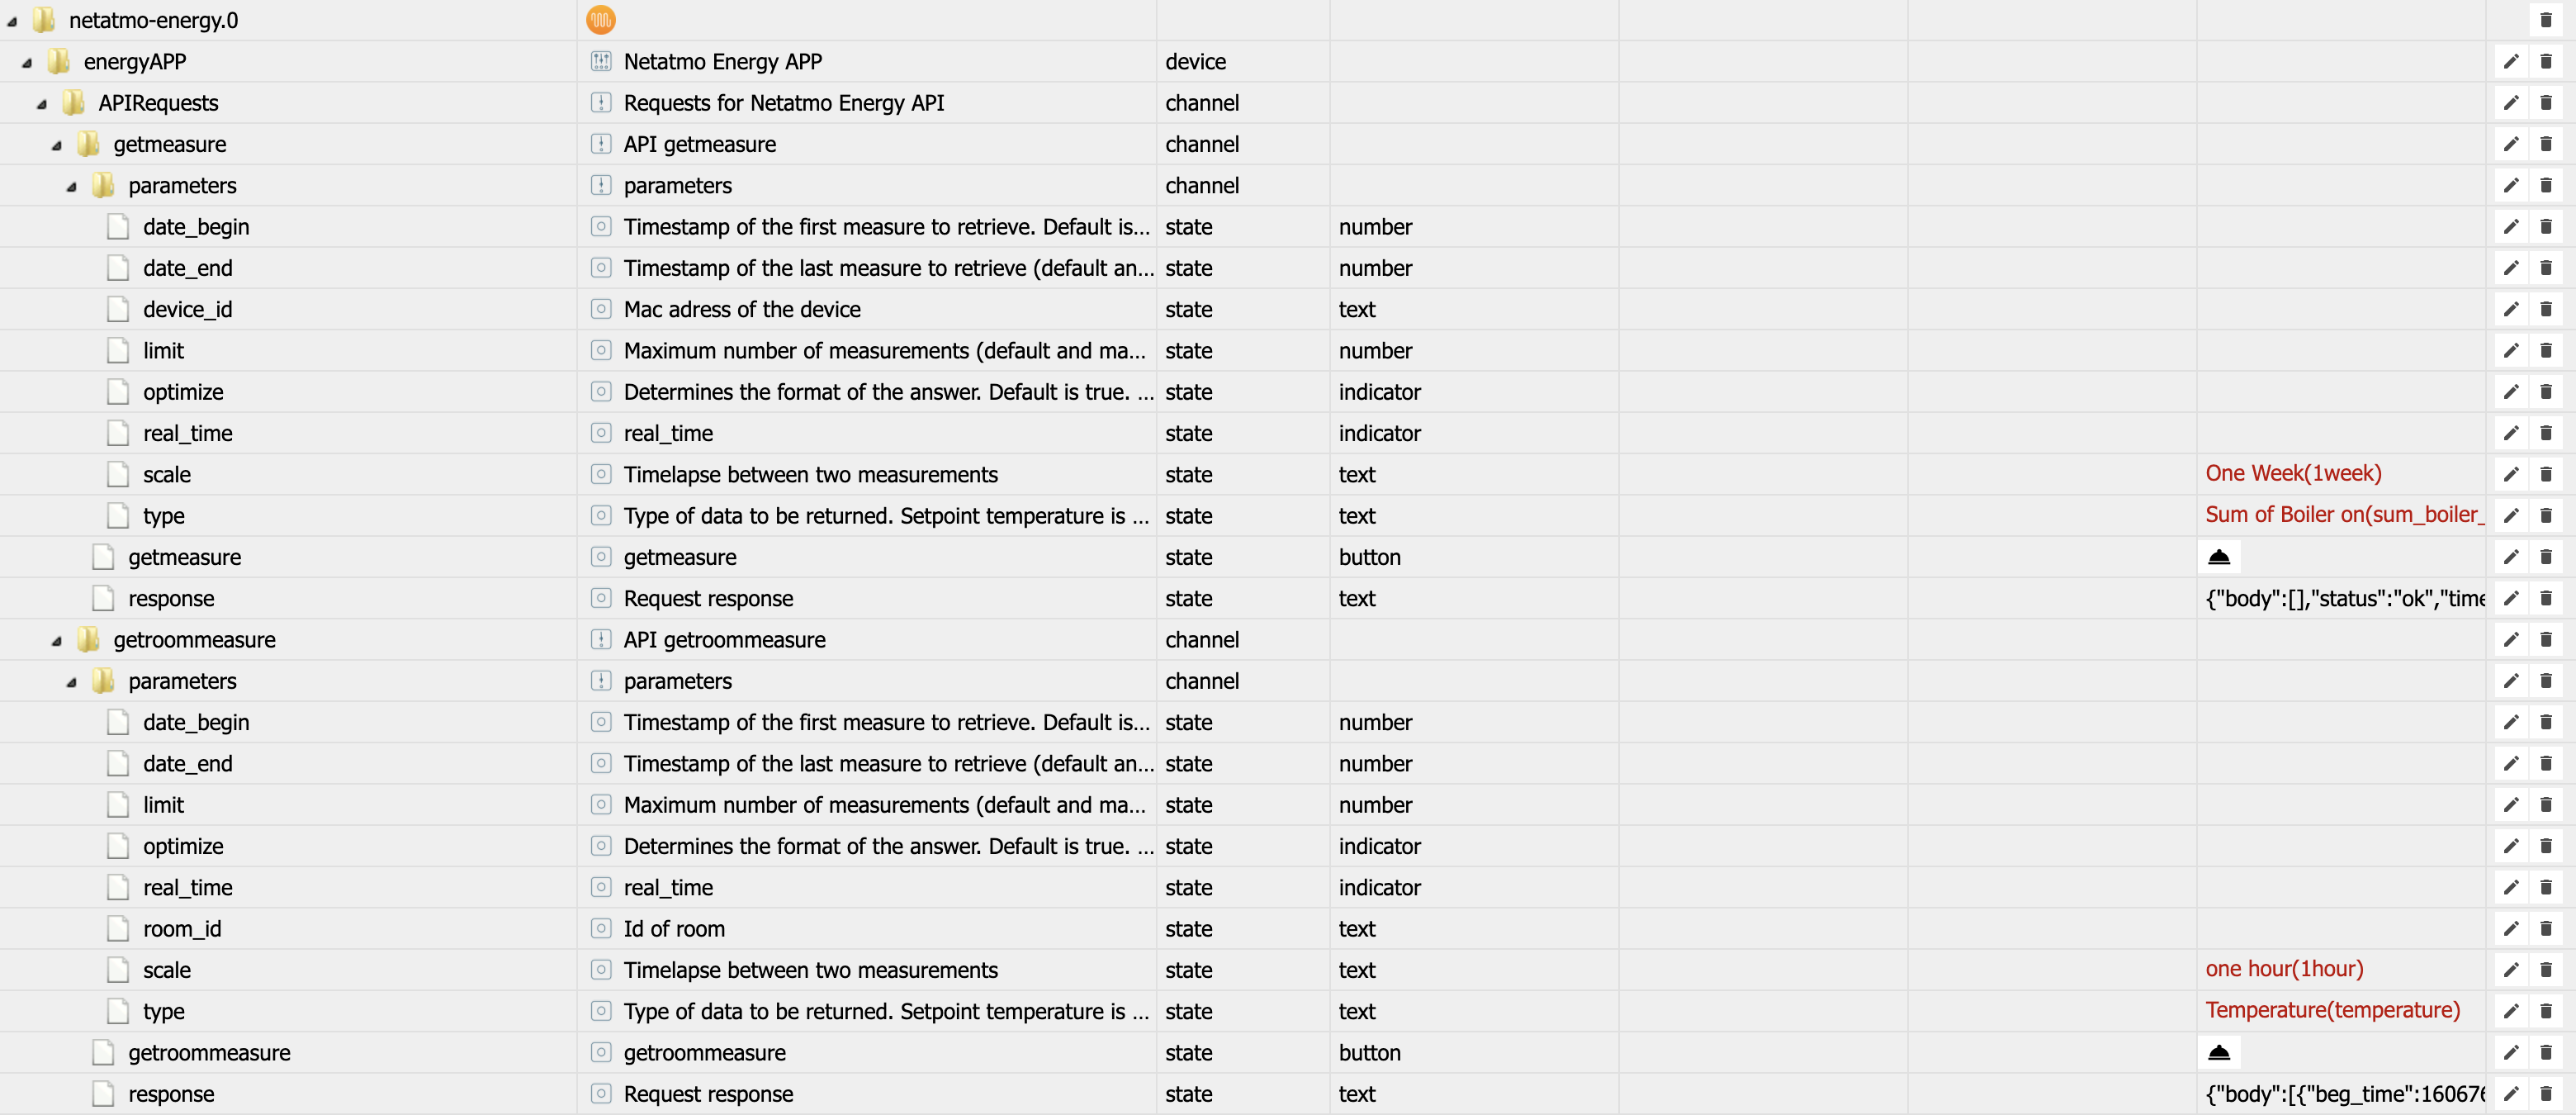 netatmo-energy.0
energyAPP Netatmo Energy APP device
APIRequests Requests for Netatmo Energy API channel
getmeasure API getmeasure channel
parameters parameters channel
date_begin Timestamp of the first measure to retrieve. Default is... state number
date_end Timestamp of the last measure to retrieve (default an... state number
device_id Mac adress of the device state text
limit Maximum number of measurements (default and ma... state number
optimize Determines the format of the answer. Default is true. ... state indicator
real_time real_time state indicator
scale Timelapse between two measurements state text One Week(1week)
type Type of data to be returned. Setpoint temperature is ... state text Sum of Boiler on(sum_boiler_
getmeasure getmeasure state button
response Request response state text {"body":[],"status":"ok","time
getroommeasure API getroommeasure channel
parameters parameters channel
date_begin Timestamp of the first measure to retrieve. Default is... state number
date_end Timestamp of the last measure to retrieve (default an... state number
limit Maximum number of measurements (default and ma... state number
optimize Determines the format of the answer. Default is true. ... state indicator
real_time real_time state indicator
room_id Id of room state text
scale Timelapse between two measurements state text one hour(1hour)
type Type of data to be returned. Setpoint temperature is ... state text Temperature(temperature)
getroommeasure getroommeasure state button
response Request response state text {"body":[{"beg_time":160676